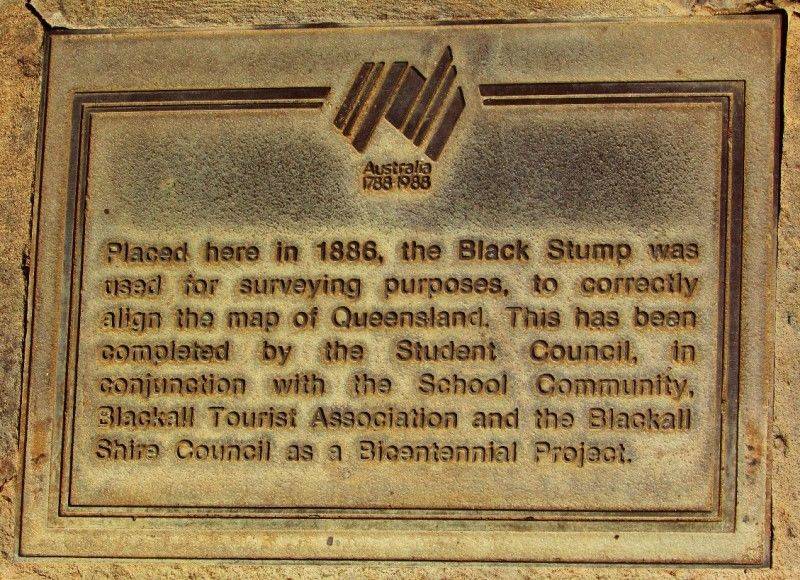 Australia
1788-1988
Placed here in 1886, the Black Stump was
used for surveying purposes, to correctly
align the map of Queensland. This has been
completed by the Student Council, in
conjunction with the School Community,
Blackall Tourist Association and the Blackall
Shire Council as a Bicentennial Project.